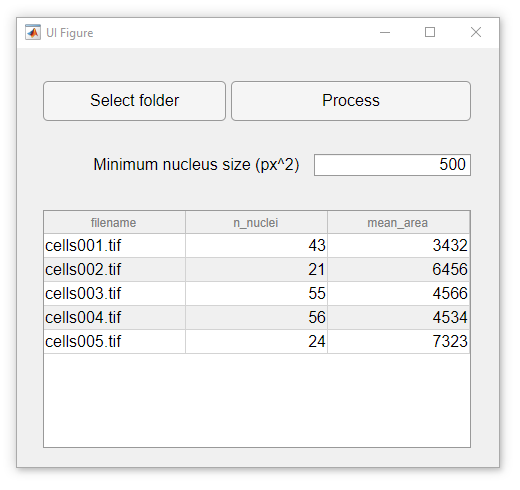 UI Figure
Select folder Process
Minimum nucleus size (px^2) 500
filename n_nuclei mean_area
cells001.tif 43 3432
cells002.tif 21 6456
cells003.tif 55 4566
cells004.tif 56 4534
cells005.tif 24 7323